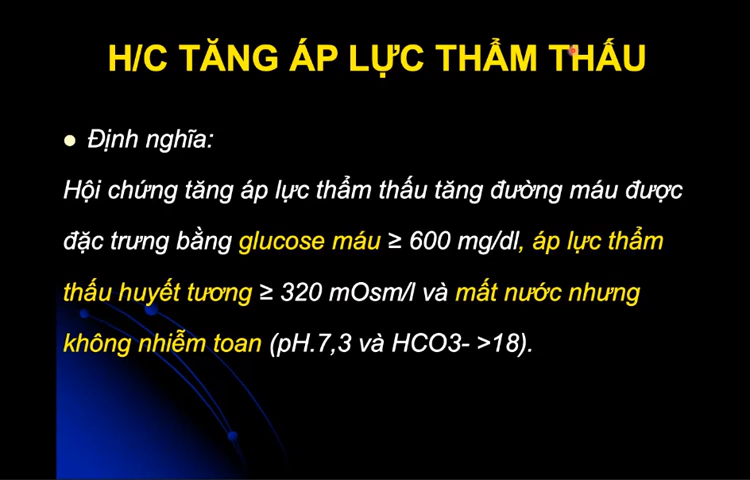 H/C TĂNG ÁP LỰC THẨM THẤU
Định nghĩa:
Hội chứng tăng áp lực thẩm thấu tăng đường máu được
đặc trưng bằng glucose máu ≥ 600 mg/dl, áp lực thẩm
thấu huyết tương ≥ 320 mOsm/l và mất nước nhưng
không nhiễm toan (pH.7,3 và HCO3- >18).